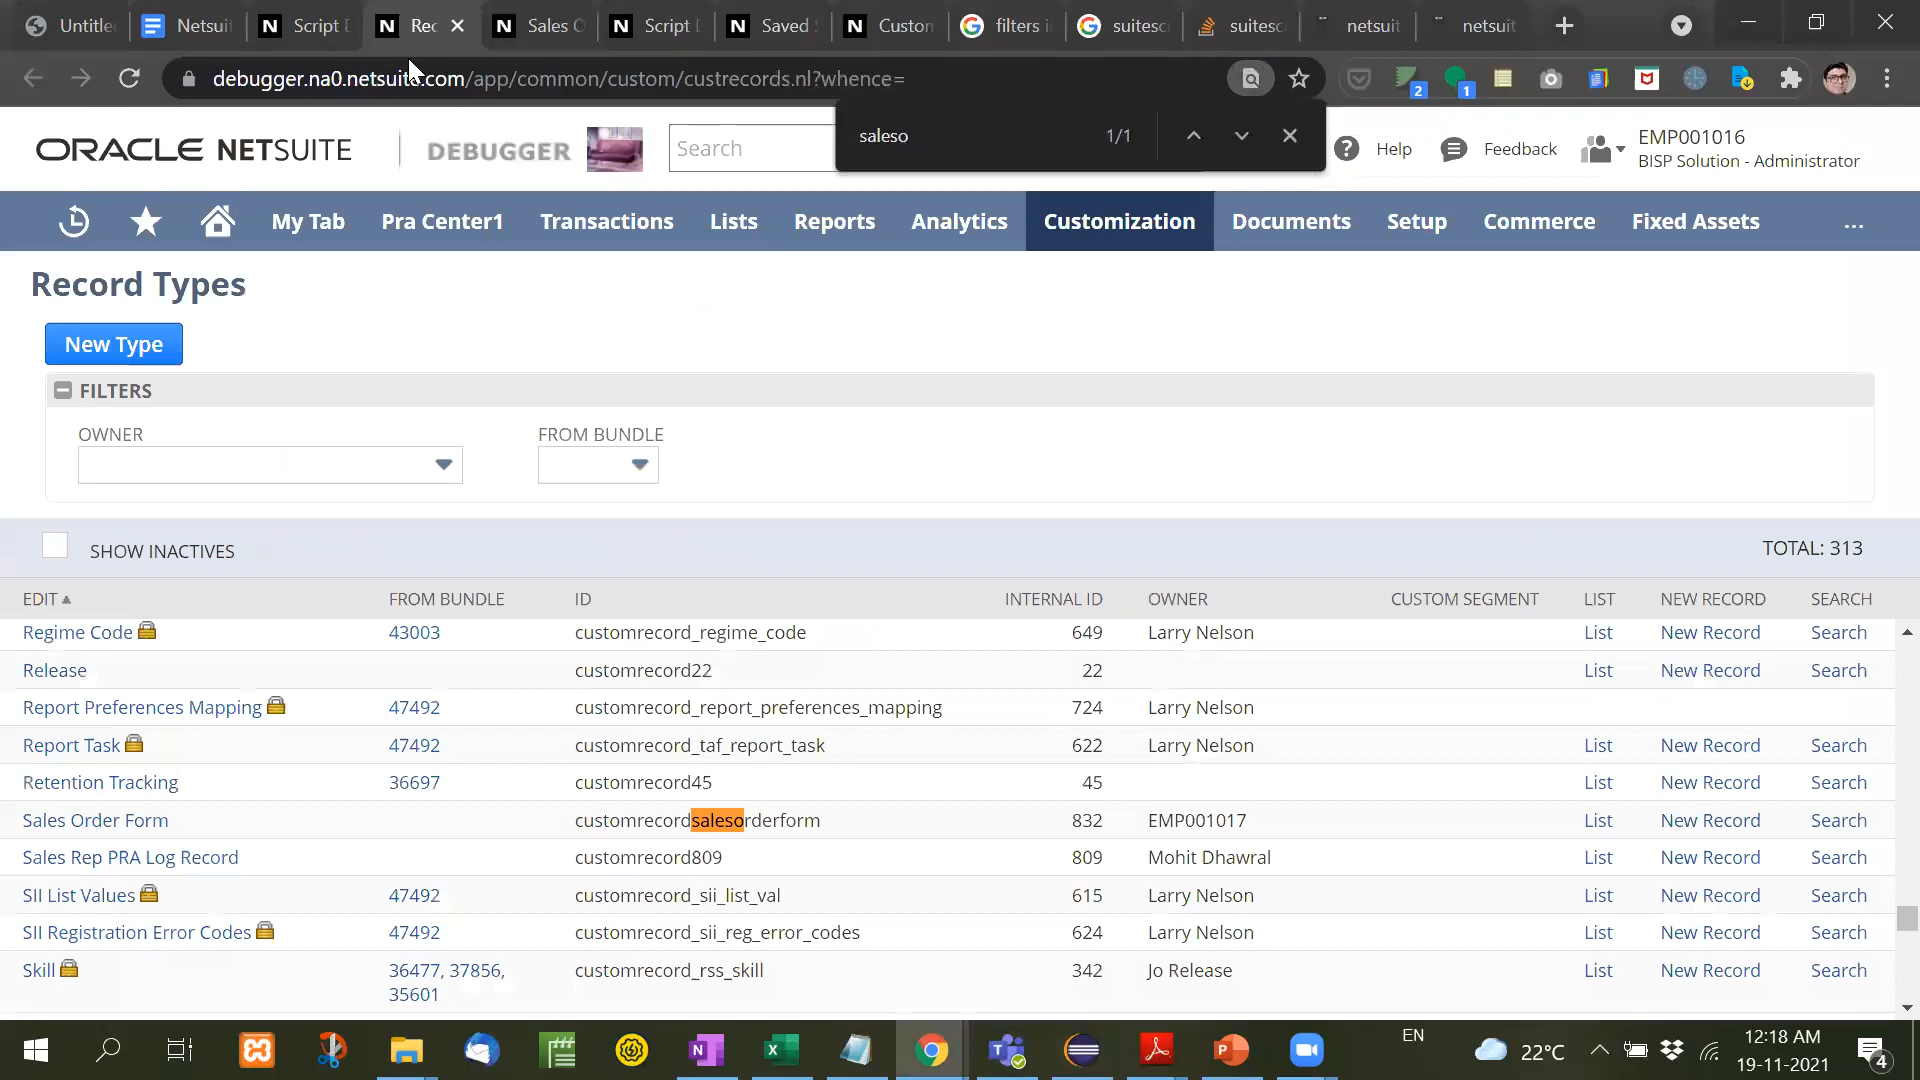 Untitle
Netsuit
Script D
Rec
Sales O
Script D
Saved S
Custon
filters i
suitesc
suitesc
netsuit
netsuit
debugger.na0.netsuite.com/app/common/custom/custrecords.nl?whence=
2
1
saleso 1/1
ORACLE NETSUITE
DEBUGGER
Search
Help
Feedback
EMP001016
BISP Solution - Administrator
My Tab Pra Center1 Transactions Lists Reports Analytics Customization Documents Setup Commerce Fixed Assets ...
Record Types
New Type
FILTERS
OWNER FROM BUNDLE
SHOW INACTIVES TOTAL: 313
EDIT FROM BUNDLE ID INTERNAL ID OWNER CUSTOM SEGMENT LIST NEW RECORD SEARCH
Regime Code 43003 customrecord_regime_code 649 Larry Nelson List New Record Search
Release customrecord22 22 List New Record Search
Report Preferences Mapping 47492 customrecord_report_preferences_mapping 724 Larry Nelson
Report Task 47492 customrecord_taf_report_task 622 Larry Nelson List New Record Search
Retention Tracking 36697 customrecord45 45 List New Record Search
Sales Order Form customrecordsalesorderform 832 EMP001017 List New Record Search
Sales Rep PRA Log Record customrecord809 809 Mohit Dhawral List New Record Search
SII List Values 47492 customrecord_sii_list_val 615 Larry Nelson List New Record Search
SII Registration Error Codes 47492 customrecord_sii_reg_error_codes 624 Larry Nelson List New Record Search
Skill 36477, 37856, customrecord_rss_skill 342 Jo Release List New Record Search
35601
EN
22°C
12:18 AM
19-11-2021
4